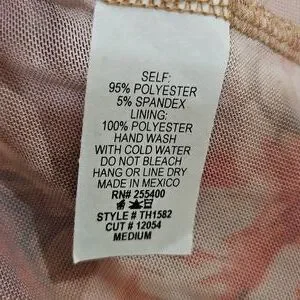 SELF:
95% POLYESTER
5% SPANDEX
LINING:
100% POLYESTER
HAND WASH
WITH COLD WATER
DO NOT BLEACH
HANG OR LINE DRY
MADE IN MEXICO
RN# 255400
STYLE # TH1582
CUT # 12054
MEDIUM